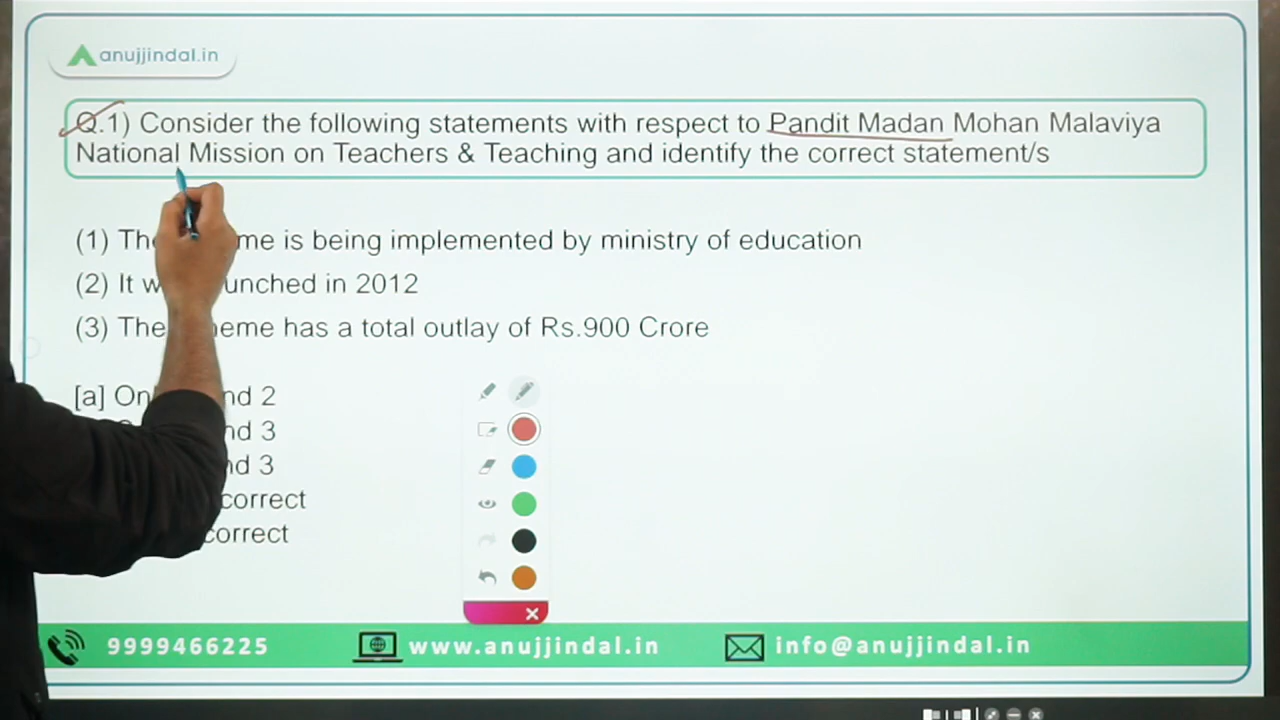 anujjindal.in
Q.1) Consider the following statements with respect to Pandit Madan Mohan Malaviya
National Mission on Teachers & Teaching and identify the correct statement/s
(1) The me is being implemented by ministry of education
(2) It w unched in 2012
(3) The heme has a total outlay of Rs.900 Crore
[a] On nd 2
nd 3
nd 3
correct
correct
9999466225 www.anujjindal.in info@anujjindal.in